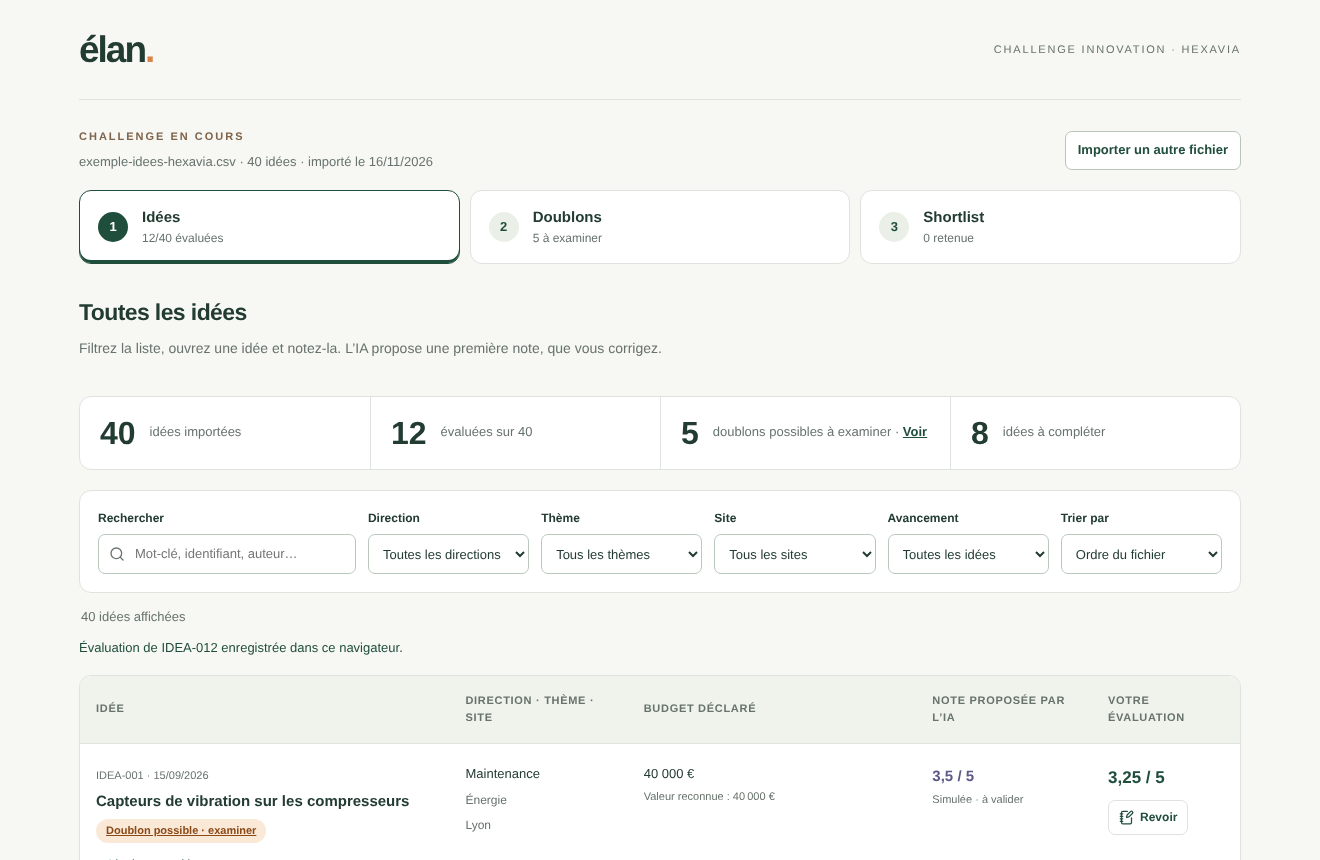 élan.
CHALLENGE INNOVATION · HEXAVIA
CHALLENGE EN COURS
exemple-idees-hexavia.csv · 40 idées · importé le 16/11/2026
Importer un autre fichier
1
Idées
12/40 évaluées
2
Doublons
5 à examiner
3
Shortlist
0 retenue
Toutes les idées
Filtrez la liste, ouvrez une idée et notez-la. L’IA propose une première note, que vous corrigez.
40 idées importées
12 évaluées sur 40
5 doublons possibles à examiner · Voir
8 idées à compléter
Rechercher
Mot-clé, identifiant, auteur…
Direction
Toutes les directions
Thème
Tous les thèmes
Site
Tous les sites
Avancement
Toutes les idées
Trier par
Ordre du fichier
40 idées affichées
Évaluation de IDEA-012 enregistrée dans ce navigateur.
IDÉE
DIRECTION · THÈME ·
SITE
BUDGET DÉCLARÉ
NOTE PROPOSÉE PAR
L’IA
VOTRE
ÉVALUATION
IDEA-001 · 15/09/2026
Capteurs de vibration sur les compresseurs
Doublon possible · examiner
Maintenance
Énergie
Lyon
40 000 €
Valeur reconnue : 40 000 €
3,5 / 5
Simulée · à valider
3,25 / 5
Revoir